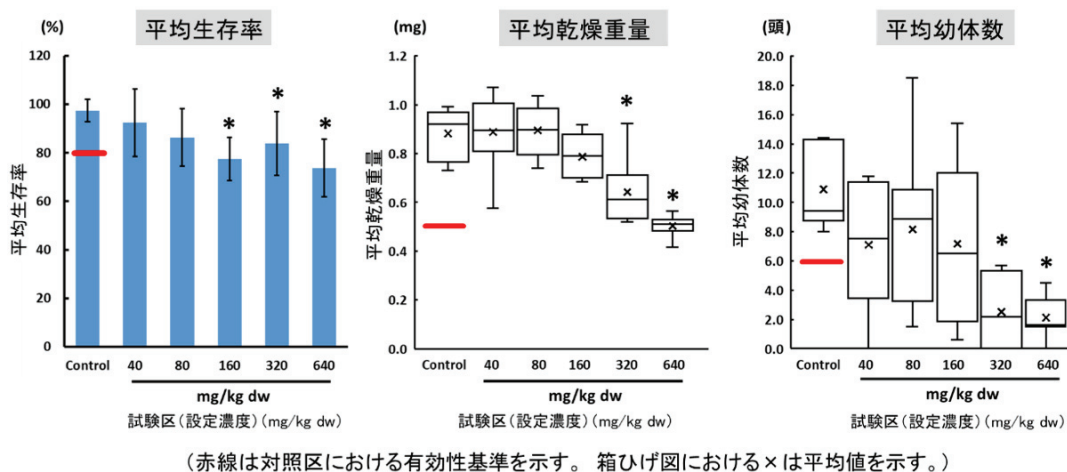 (%)
平均生存率
120
100
80
60
40
20
0
平均生存率
*
*
*
Control
40
80
160
320
640
mg/kg dw
試験区(設定濃度)(mg/kg dw)
(mg)
平均乾燥重量
1.2
1.0
0.8
0.6
0.4
0.2
0.0
平均乾燥重量
*
*
Control
40
80
160
320
640
mg/kg dw
試験区(設定濃度)(mg/kg dw)
(頭)
平均幼体数
20.0
18.0
16.0
14.0
12.0
10.0
8.0
6.0
4.0
2.0
0.0
平均幼体数
*
*
Control
40
80
160
320
640
mg/kg dw
試験区(設定濃度)(mg/kg dw)
(赤線は対照区における有効性基準を示す。 箱ひげ図における×は平均値を示す。)